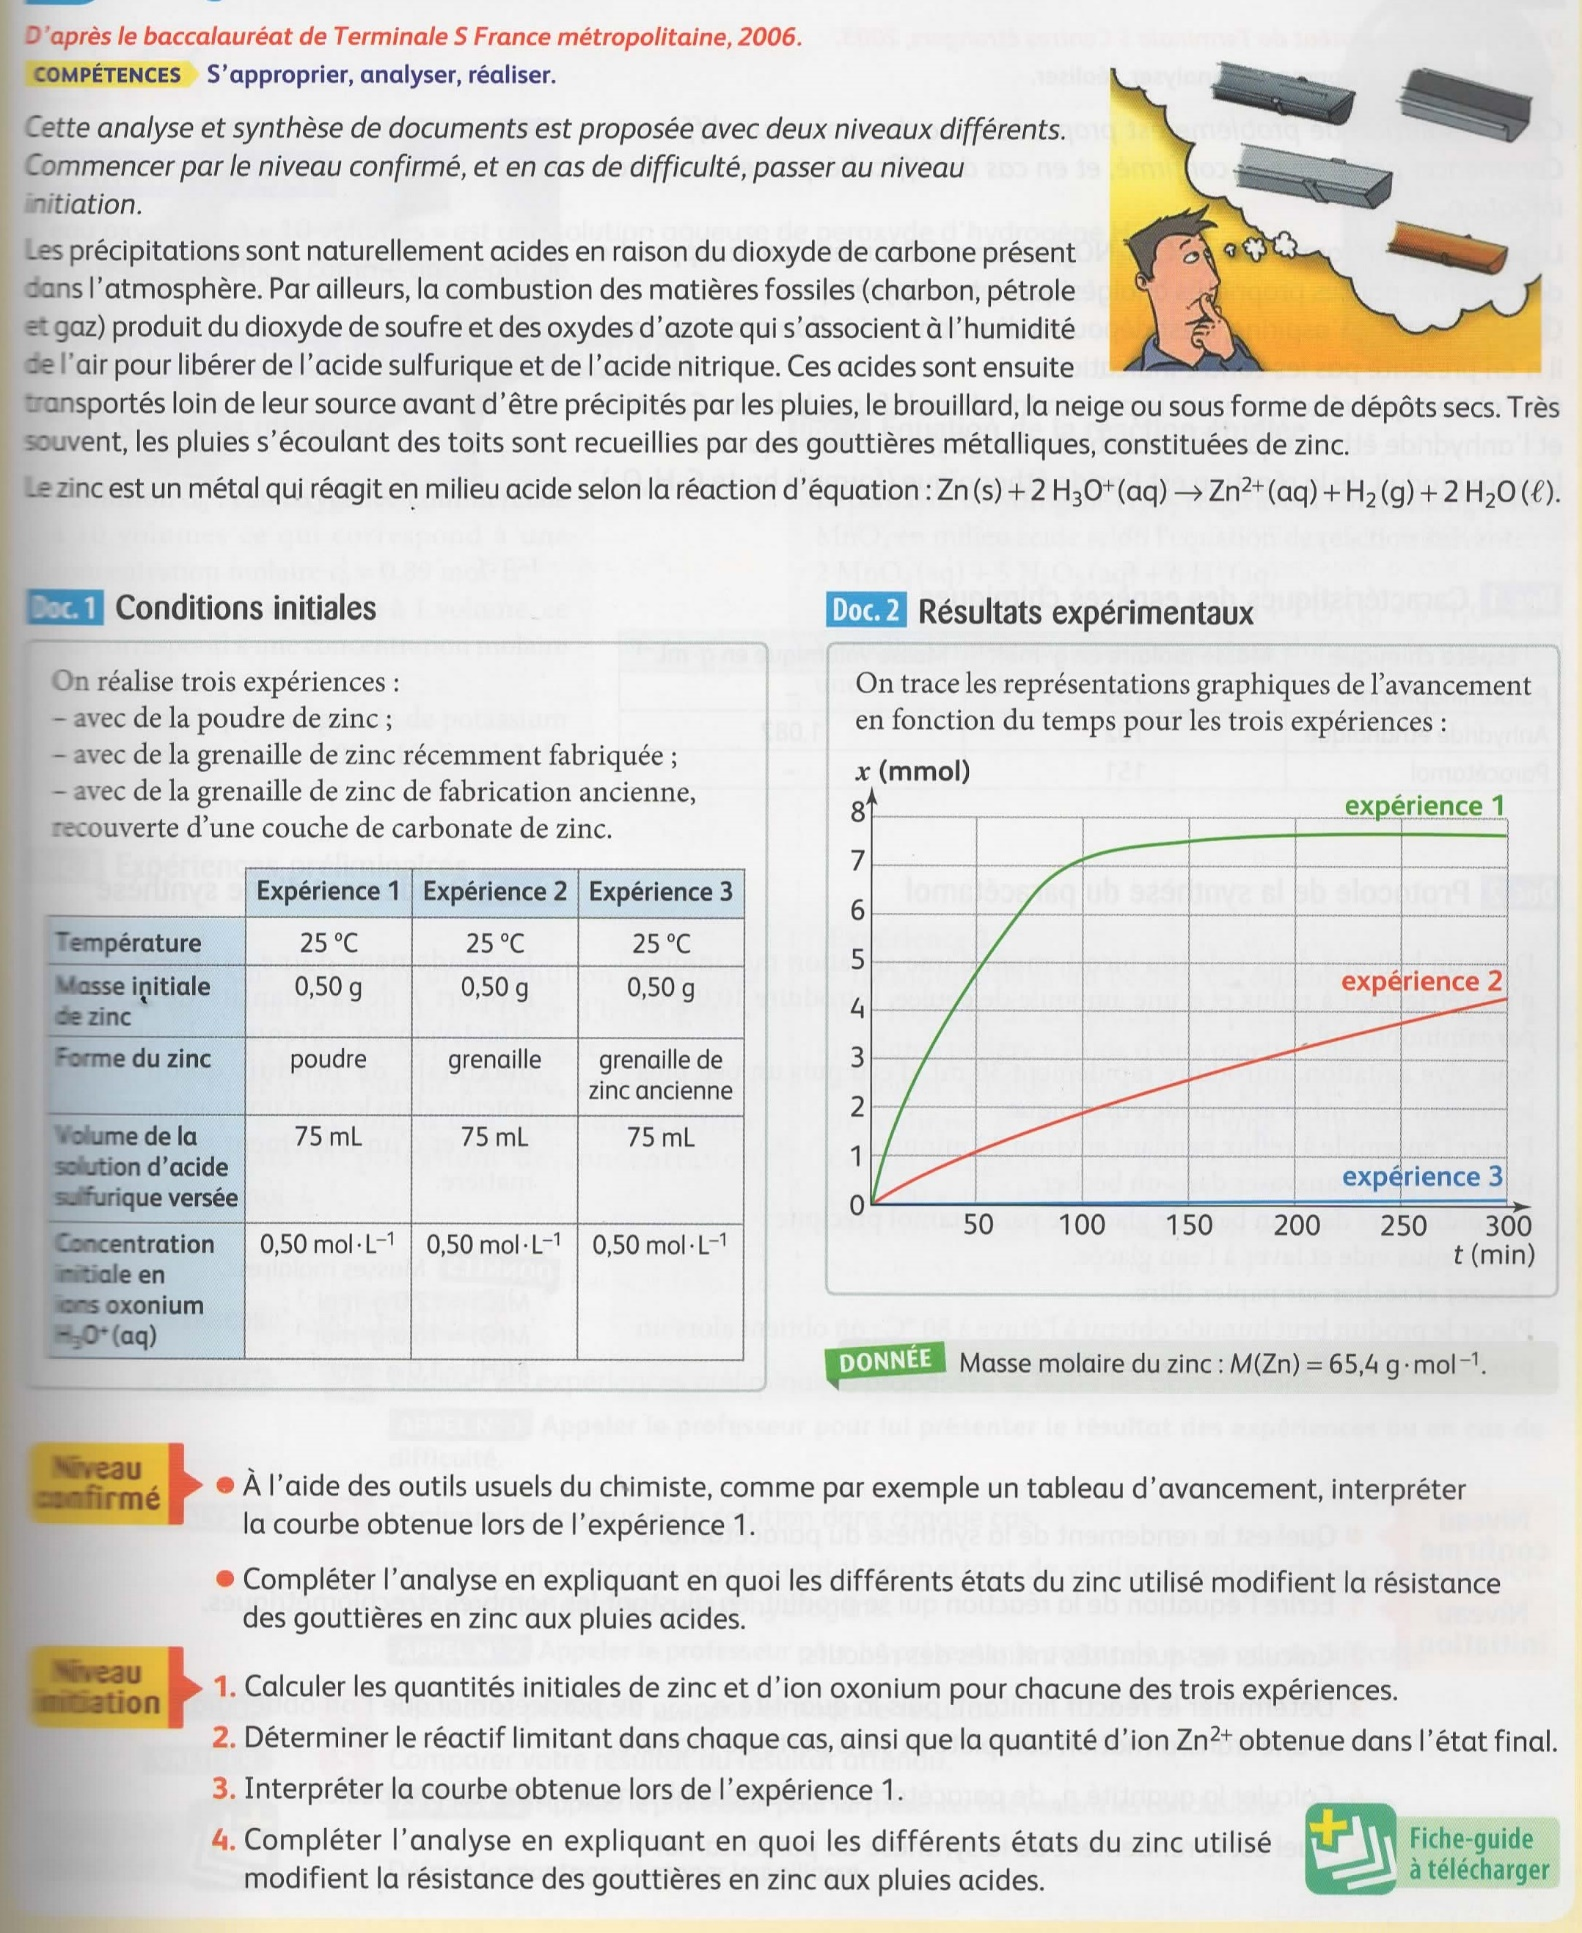 D'après le baccalauréat de Terminale S France métropolitaine, 2006.
COMPÉTENCES S'approprier, analyser, réaliser.
Cette analyse et synthèse de documents est proposée avec deux niveaux différents.
Commencer par le niveau confirmé, et en cas de difficulté, passer au niveau
initiation.
Les précipitations sont naturellement acides en raison du dioxyde de carbone présent
dans l'atmosphère. Par ailleurs, la combustion des matières fossiles (charbon, pétrole
et gaz) produit du dioxyde de soufre et des oxydes d'azote qui s'associent à l'humidité
de l'air pour libérer de l'acide sulfurique et de l'acide nitrique. Ces acides sont ensuite
transportés loin de leur source avant d'être précipités par les pluies, le brouillard, la neige ou sous forme de dépôts secs. Très
souvent, les pluies s'écoulant des toits sont recueillies par des gouttières métalliques, constituées de zinc.
Le zinc est un métal qui réagit en milieu acide selon la réaction d'équation : Zn (s) + 2 H₃O⁺ (aq) → Zn²⁺ (aq) + H₂ (g) + 2 H₂O (ℓ).
Doc. 1 Conditions initiales
On réalise trois expériences :
– avec de la poudre de zinc ;
– avec de la grenaille de zinc récemment fabriquée ;
– avec de la grenaille de zinc de fabrication ancienne,
recouverte d'une couche de carbonate de zinc.
Expérience 1 Expérience 2 Expérience 3
Température 25 °C 25 °C 25 °C
Masse initiale 0,50 g 0,50 g 0,50 g
de zinc
Forme du zinc poudre grenaille grenaille de
zinc ancienne
Volume de la 75 mL 75 mL 75 mL
solution d'acide
sulfurique versée
Concentration 0,50 mol·L⁻¹ 0,50 mol·L⁻¹ 0,50 mol·L⁻¹
initiale en
ions oxonium
H₃O⁺ (aq)
Doc. 2 Résultats expérimentaux
On trace les représentations graphiques de l'avancement
en fonction du temps pour les trois expériences :
x (mmol)
8
expérience 1
7
6
5
expérience 2
4
3
2
1
expérience 3
0
50 100 150 200 250 300
t (min)
DONNÉE Masse molaire du zinc : M(Zn) = 65,4 g·mol⁻¹.
Niveau
confirmé
● À l'aide des outils usuels du chimiste, comme par exemple un tableau d'avancement, interpréter
la courbe obtenue lors de l'expérience 1.
● Compléter l'analyse en expliquant en quoi les différents états du zinc utilisé modifient la résistance
des gouttières en zinc aux pluies acides.
Niveau
initiation
1. Calculer les quantités initiales de zinc et d'ion oxonium pour chacune des trois expériences.
2. Déterminer le réactif limitant dans chaque cas, ainsi que la quantité d'ion Zn²⁺ obtenue dans l'état final.
3. Interpréter la courbe obtenue lors de l'expérience 1.
4. Compléter l'analyse en expliquant en quoi les différents états du zinc utilisé
modifient la résistance des gouttières en zinc aux pluies acides.
Fiche-guide
à télécharger